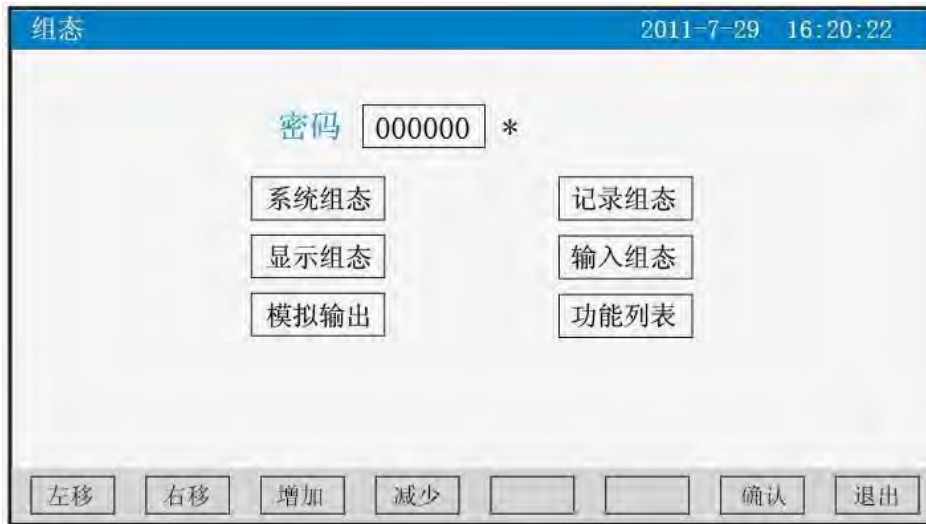 组态 2011-7-29 16:20:22
密码 000000 *
系统组态 记录组态
显示组态 输入组态
模拟输出 功能列表
左移 右移 增加 减少 确认 退出